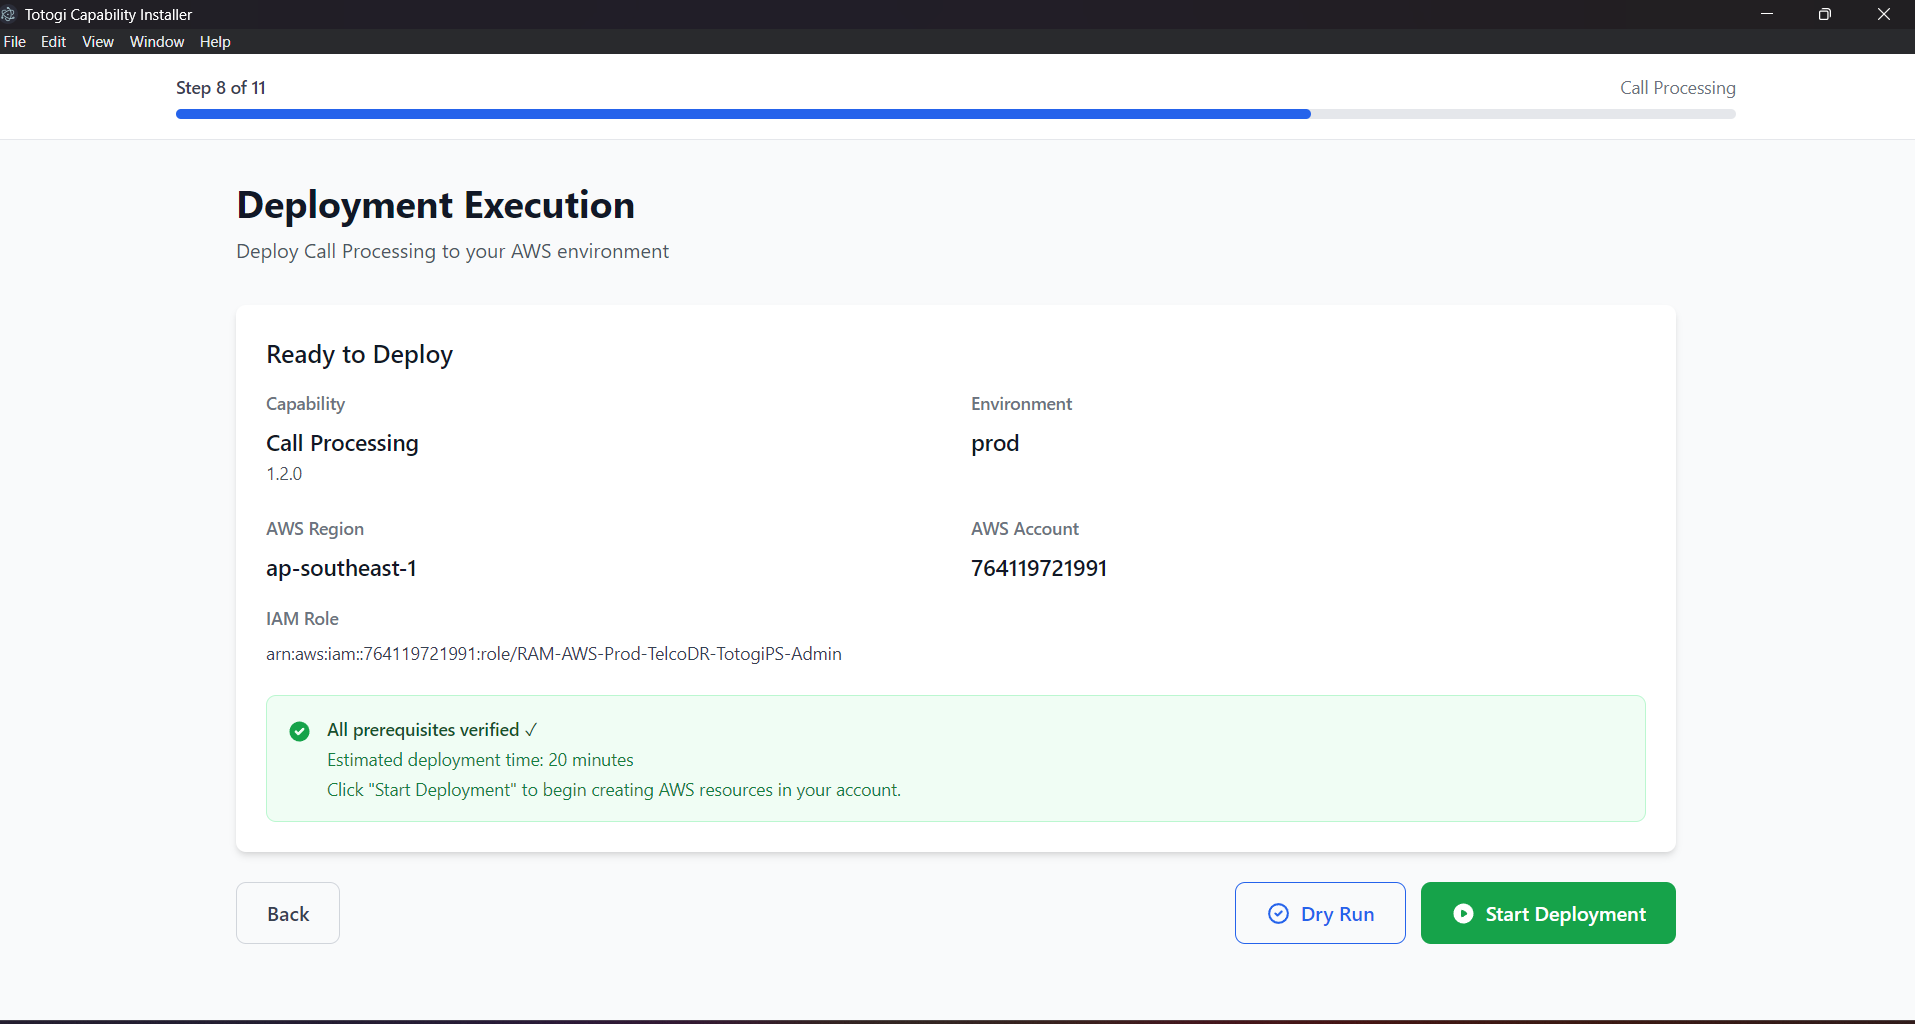 Totogi Capability Installer
File Edit View Window Help
Step 8 of 11
Call Processing
Deployment Execution
Deploy Call Processing to your AWS environment
Ready to Deploy
Capability
Environment
Call Processing
prod
1.2.0
AWS Region
AWS Account
ap-southeast-1
764119721991
IAM Role
arn:aws:iam::764119721991:role/RAM-AWS-Prod-TelcoDR-TotogiPS-Admin
All prerequisites verified ✓
Estimated deployment time: 20 minutes
Click "Start Deployment" to begin creating AWS resources in your account.
Back
Dry Run
Start Deployment